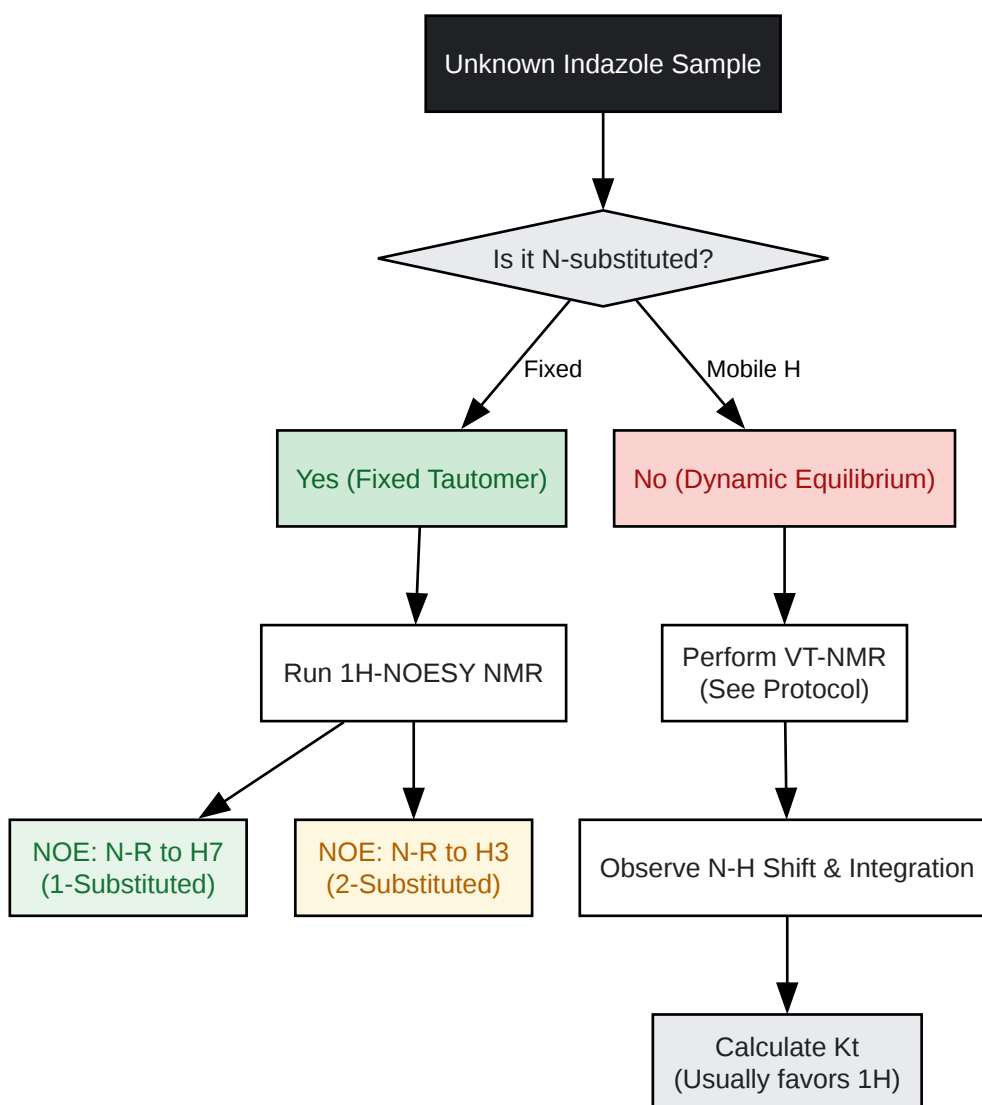 Unknown Indazole Sample
Is it N-substituted?
Fixed
Mobile H
Yes (Fixed Tautomer)
No (Dynamic Equilibrium)
Run 1H-NOESY NMR
Perform VT-NMR
(See Protocol)
NOE: N-R to H7
(1-Substituted)
NOE: N-R to H3
(2-Substituted)
Observe N-H Shift & Integration
Calculate Kt
(Usually favors 1H)